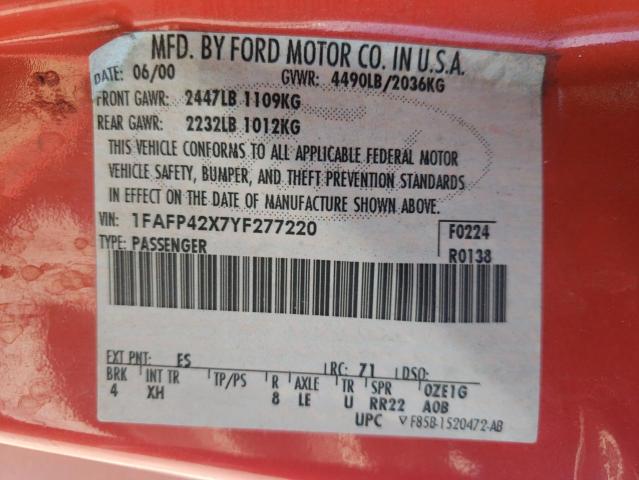 MFD. BY FORD MOTOR CO. IN U.S.A.
DATE: 06/00 GVWR: 4490LB/2036KG
FRONT GAWR: 2447LB 1109KG
REAR GAWR: 2232LB 1012KG
THIS VEHICLE CONFORMS TO ALL APPLICABLE FEDERAL MOTOR
VEHICLE SAFETY, BUMPER, AND THEFT PREVENTION STANDARDS
IN EFFECT ON THE DATE OF MANUFACTURE SHOWN ABOVE.
VIN: 1FAFP42X7YF277220 F0224
TYPE: PASSENGER R0138
EXT PNT: ES RC: 71 DSO:
BRK INT TR TP/PS R AXLE TR SPR OZE1G
4 XH 8 LE U RR22 AOB
UPC F85B-1520472-AB